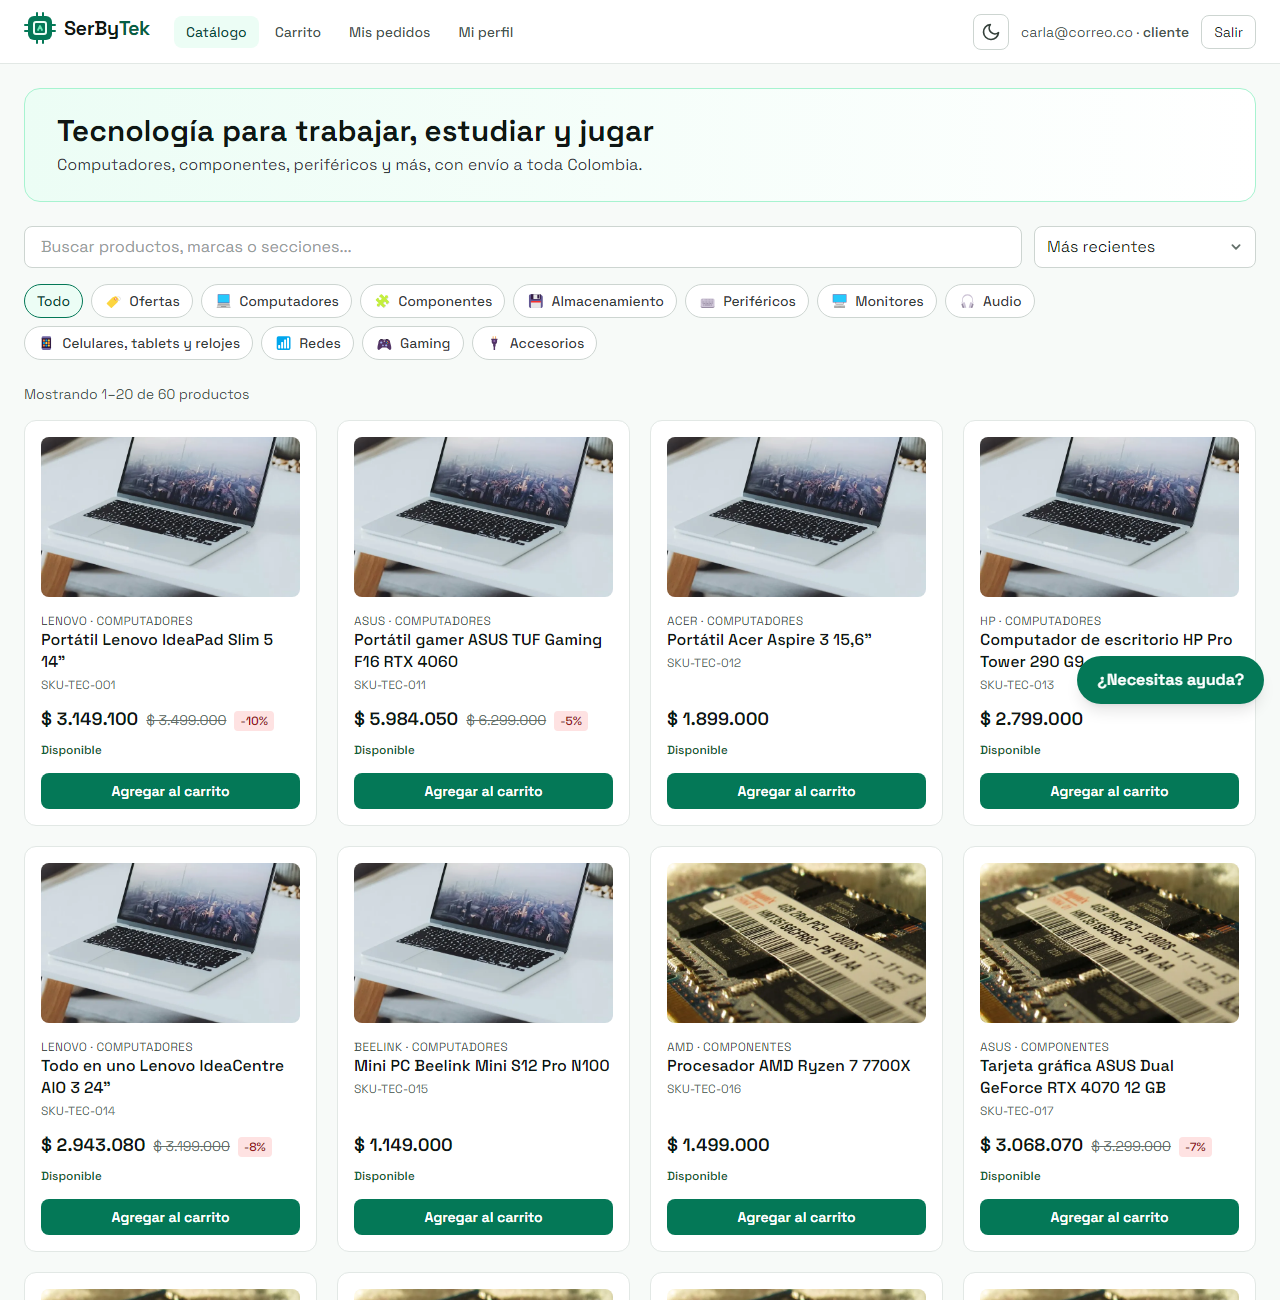 SerByTek
Catálogo
Carrito
Mis pedidos
Mi perfil
carla@correo.co · cliente
Salir
Tecnología para trabajar, estudiar y jugar
Computadores, componentes, periféricos y más, con envío a toda Colombia.
Buscar productos, marcas o secciones...
Más recientes
Todo
Ofertas
Computadores
Componentes
Almacenamiento
Periféricos
Monitores
Audio
Celulares, tablets y relojes
Redes
Gaming
Accesorios
Mostrando 1–20 de 60 productos
LENOVO · COMPUTADORES
Portátil Lenovo IdeaPad Slim 5
14”
SKU-TEC-001
$ 3.149.100 $ 3.499.000 -10%
Disponible
Agregar al carrito
ASUS · COMPUTADORES
Portátil gamer ASUS TUF Gaming
F16 RTX 4060
SKU-TEC-011
$ 5.984.050 $ 6.299.000 -5%
Disponible
Agregar al carrito
ACER · COMPUTADORES
Portátil Acer Aspire 3 15,6”
SKU-TEC-012
$ 1.899.000
Disponible
Agregar al carrito
HP · COMPUTADORES
Computador de escritorio HP Pro
Tower 290 G9
SKU-TEC-013
¿Necesitas ayuda?
$ 2.799.000
Disponible
Agregar al carrito
LENOVO · COMPUTADORES
Todo en uno Lenovo IdeaCentre
AIO 3 24”
SKU-TEC-014
$ 2.943.080 $ 3.199.000 -8%
Disponible
Agregar al carrito
BEELINK · COMPUTADORES
Mini PC Beelink Mini S12 Pro N100
SKU-TEC-015
$ 1.149.000
Disponible
Agregar al carrito
AMD · COMPONENTES
Procesador AMD Ryzen 7 7700X
SKU-TEC-016
$ 1.499.000
Disponible
Agregar al carrito
ASUS · COMPONENTES
Tarjeta gráfica ASUS Dual
GeForce RTX 4070 12 GB
SKU-TEC-017
$ 3.068.070 $ 3.299.000 -7%
Disponible
Agregar al carrito